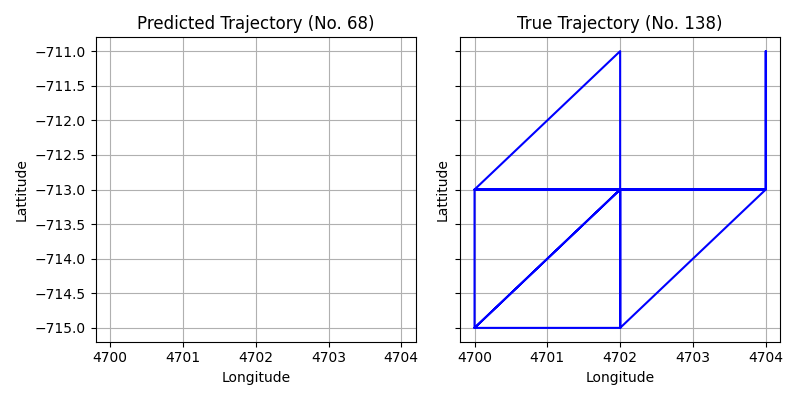 Predicted Trajectory (No. 68)
True Trajectory (No. 138)
−711.0
−711.5
−712.0
−712.5
−713.0
−713.5
−714.0
−714.5
−715.0
Lattitude
Lattitude
4700 4701 4702 4703 4704
4700 4701 4702 4703 4704
Longitude
Longitude